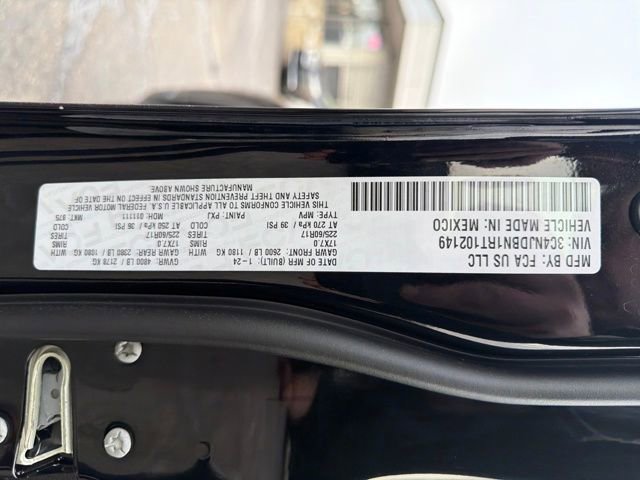 MFD BY: FCA US LLC
VIN: 3C4NJDBN1RT102149
VEHICLE MADE IN: MEXICO
DATE OF MFR (BUILT): 1-24 GVWR: 4800 LB / 2178 KG
GAWR FRONT: 2600 LB 1180 KG GAWR REAR: 2380 LB 1080 KG
17X7.0 17X7.0
225/60R17 TIRES 225/60R17 TIRES
AT 270 kPa / 39 PSI COLD AT 250 kPa / 36 PSI COLD
TYPE: MPV PAINT: PXJ MDH: 011111 MKT: 875
THIS VEHICLE CONFORMS TO ALL APPLICABLE FEDERAL MOTOR VEHICLE U.S.A.
SAFETY AND THEFT PREVENTION STANDARDS IN EFFECT ON THE DATE OF
MANUFACTURE SHOWN ABOVE.